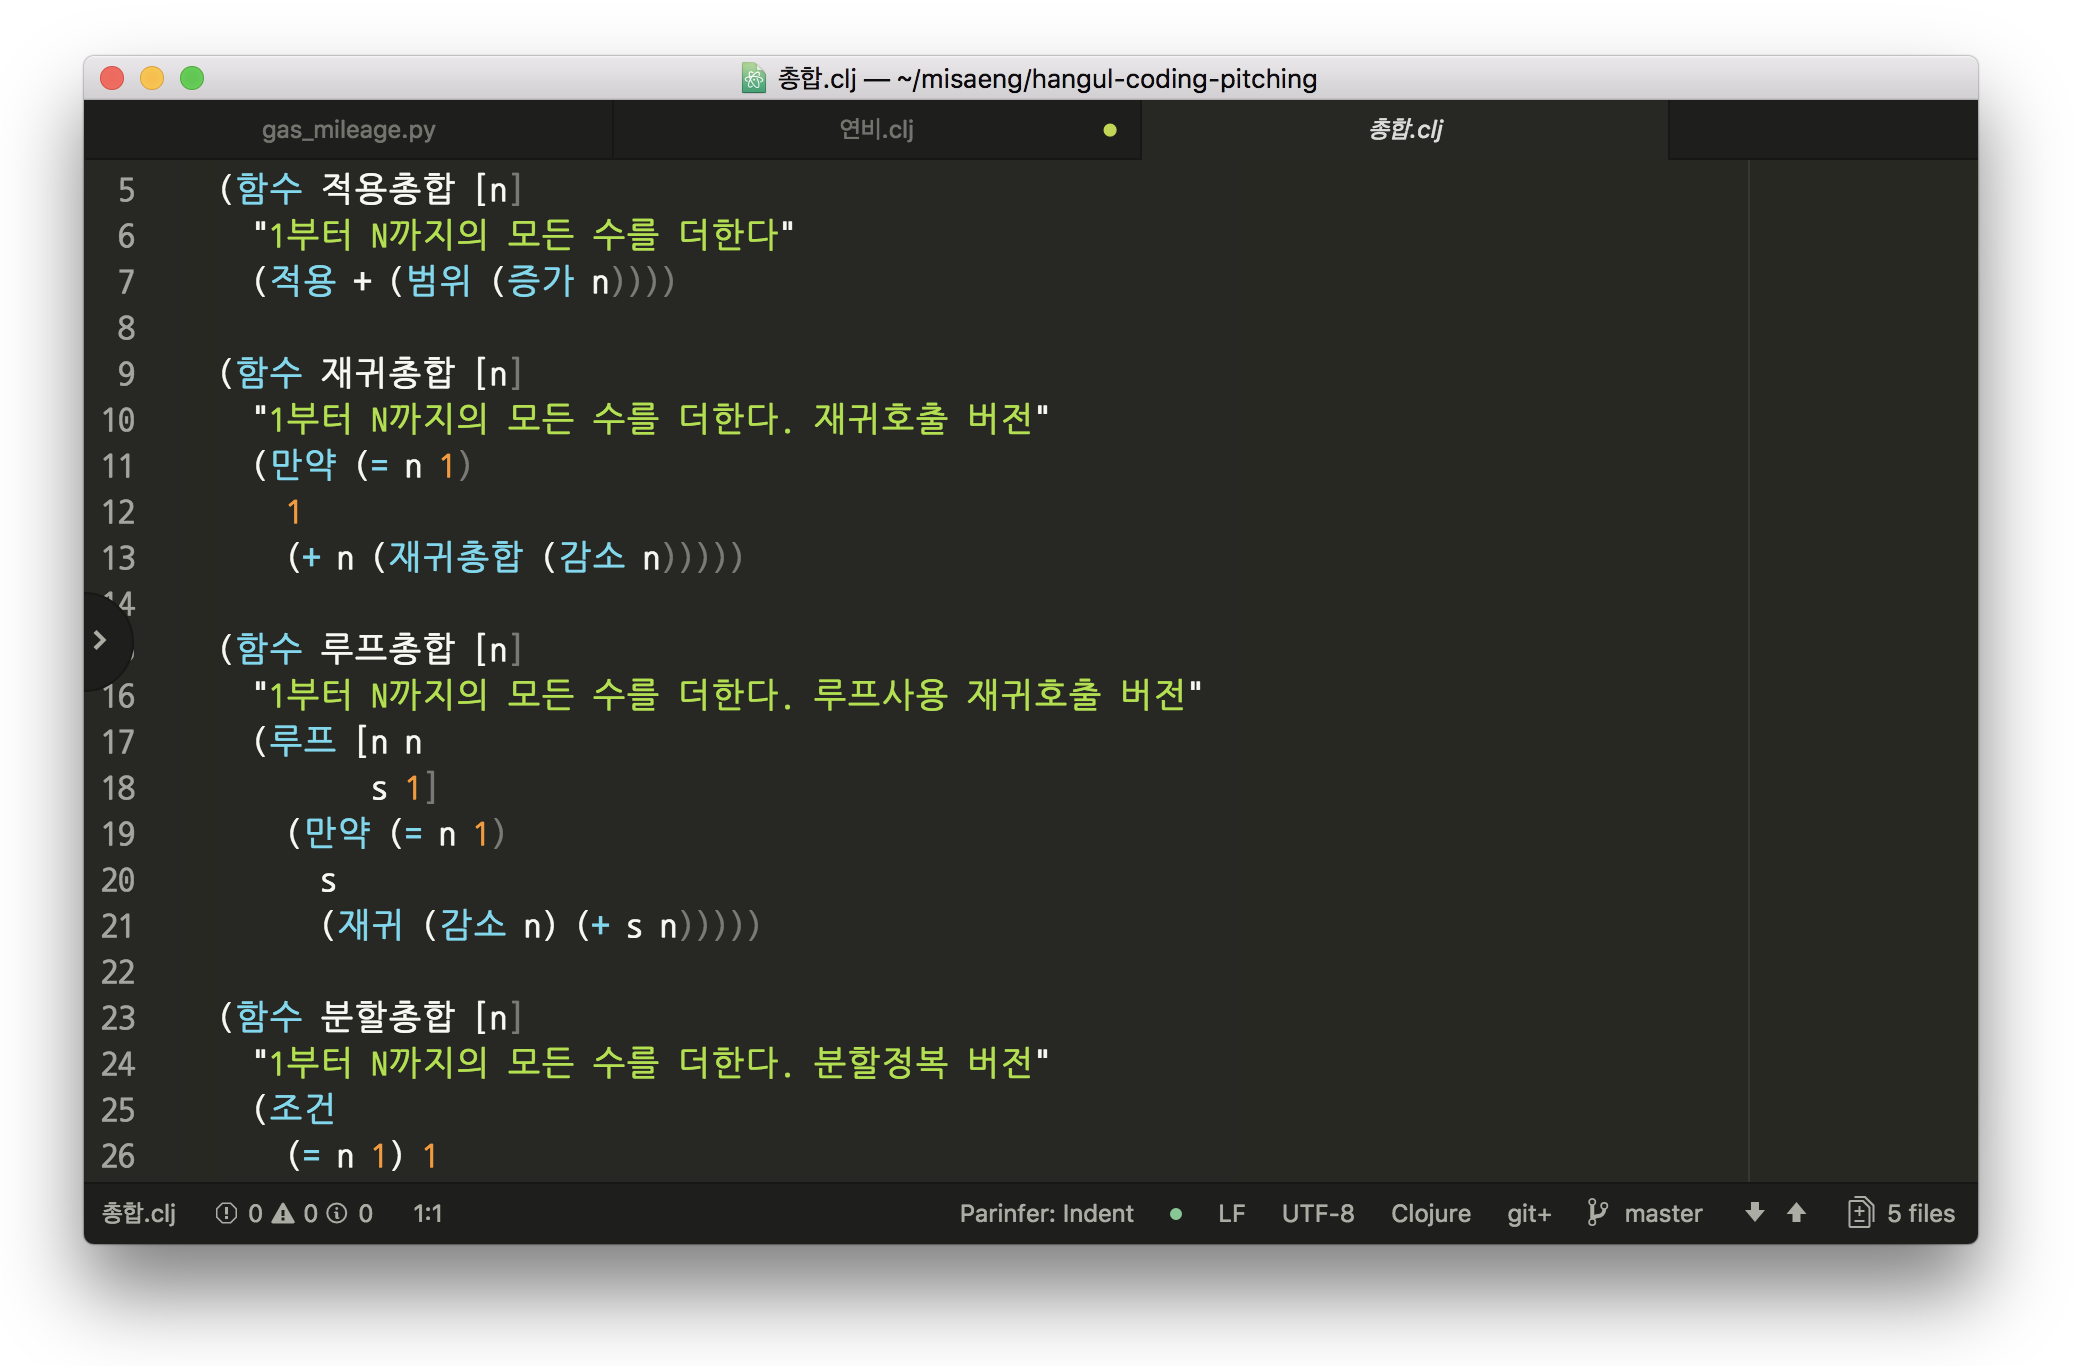 총합.clj — ~/misaeng/hangul-coding-pitching
gas_mileage.py 연비.clj 총합.clj
5 (함수 적용총합 [n]
6 "1부터 N까지의 모든 수를 더한다"
7 (적용 + (범위 (증가 n))))
8
9 (함수 재귀총합 [n]
10 "1부터 N까지의 모든 수를 더한다. 재귀호출 버전"
11 (만약 (= n 1)
12 1
13 (+ n (재귀총합 (감소 n)))))
14
(함수 루프총합 [n]
16 "1부터 N까지의 모든 수를 더한다. 루프사용 재귀호출 버전"
17 (루프 [n n
18 s 1]
19 (만약 (= n 1)
20 s
21 (재귀 (감소 n) (+ s n)))))
22
23 (함수 분할총합 [n]
24 "1부터 N까지의 모든 수를 더한다. 분할정복 버전"
25 (조건
26 (= n 1) 1
총합.clj 0 0 0 1:1 Parinfer: Indent LF UTF-8 Clojure git+ master 5 files